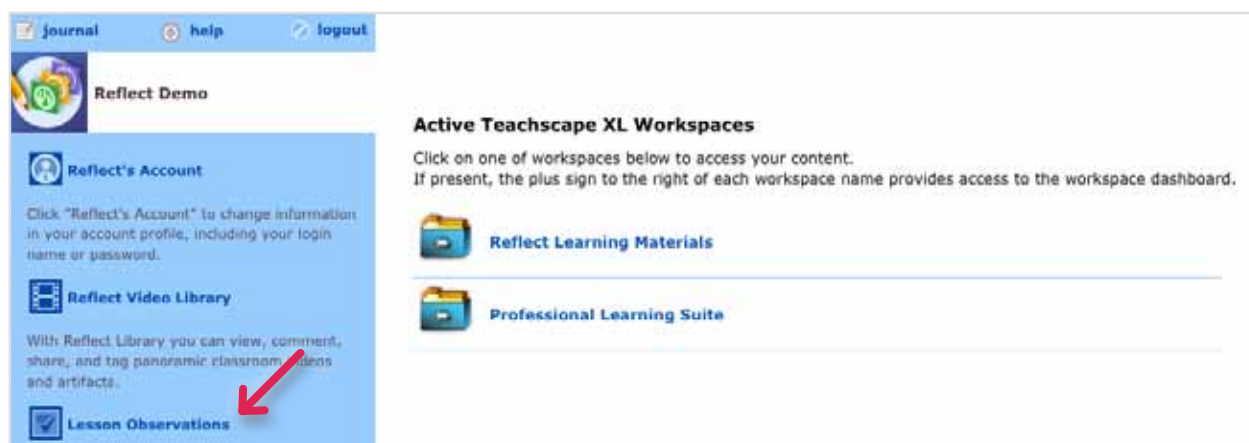 journal help logout
Reflect Demo
Reflect's Account
Click "Reflect's Account" to change information
in your account profile, including your login
name or password.
Reflect Video Library
With Reflect Library you can view, comment,
share, and tag panoramic classroom videos
and artifacts.
Lesson Observations
Active Teachscape XL Workspaces
Click on one of workspaces below to access your content.
If present, the plus sign to the right of each workspace name provides access to the workspace dashboard.
Reflect Learning Materials
Professional Learning Suite